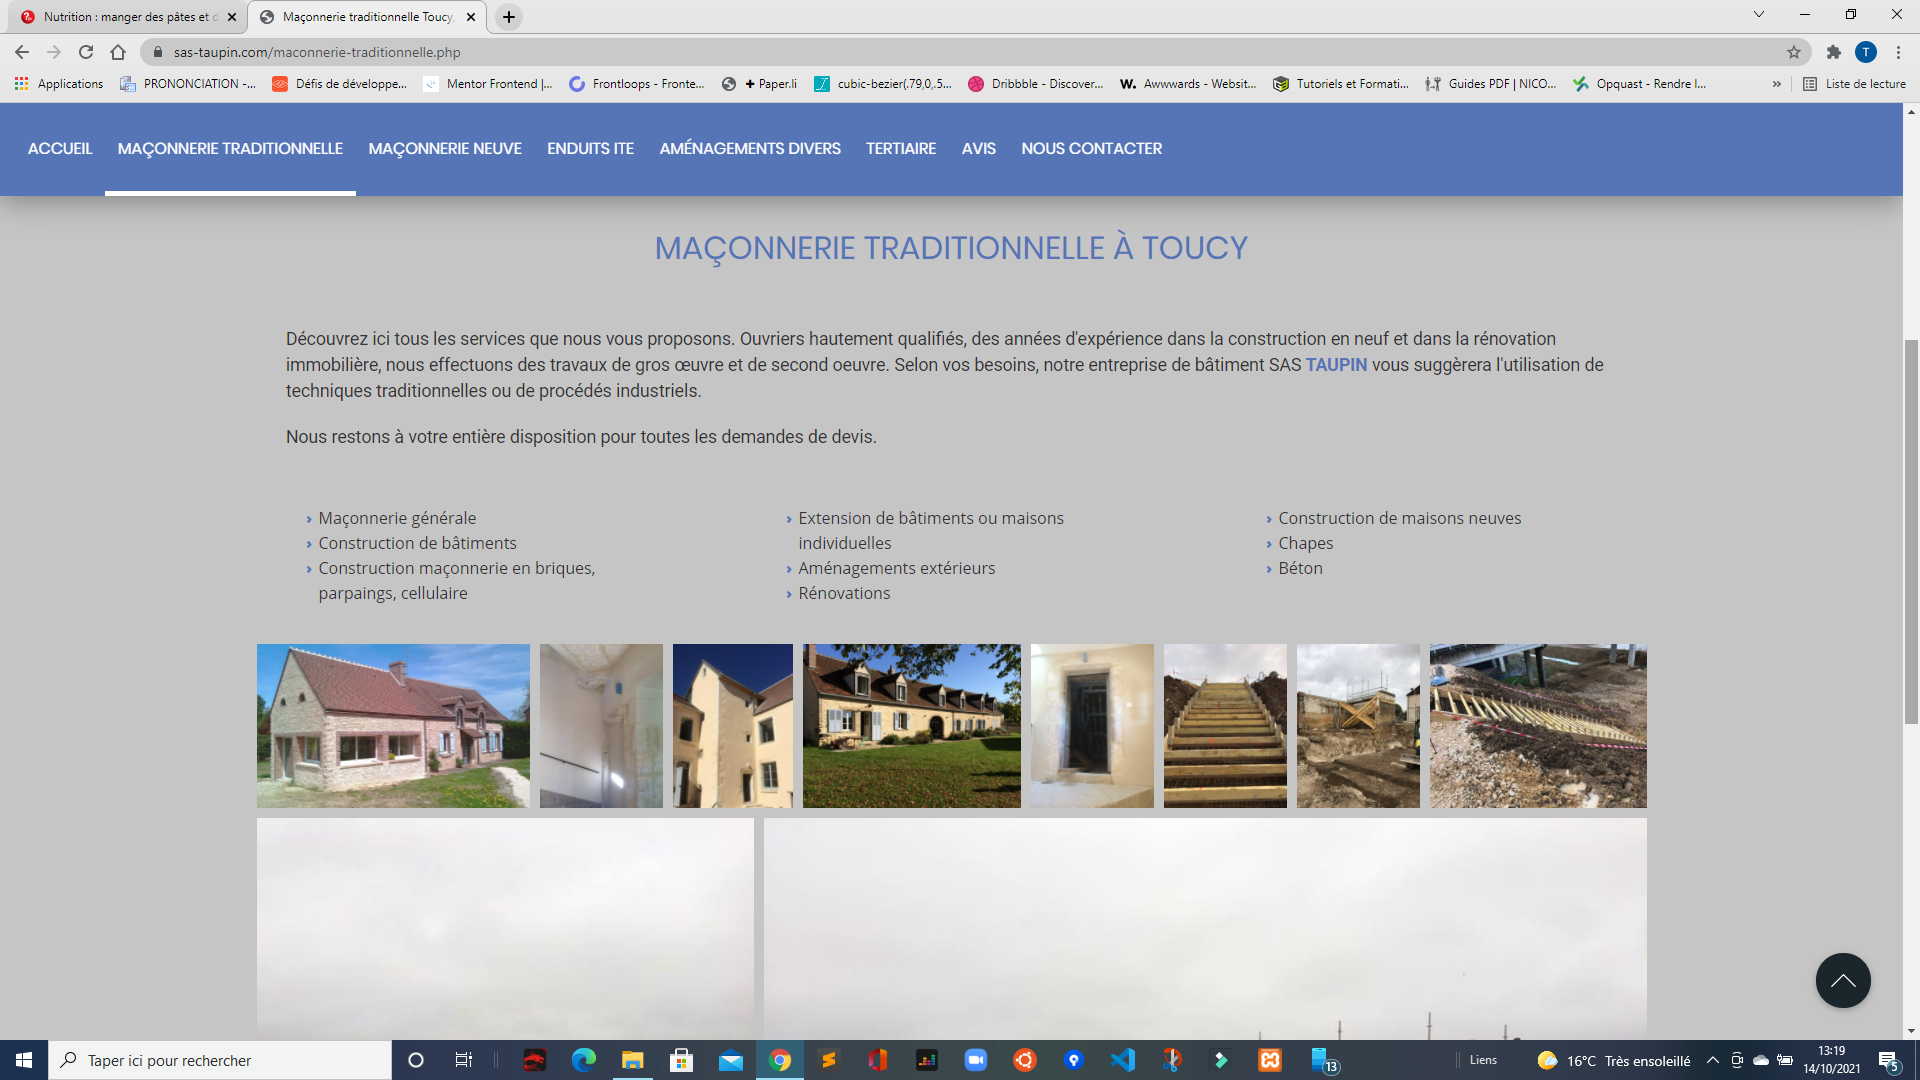 Nutrition : manger des pâtes et d
Maçonnerie traditionnelle Toucy,
sas-taupin.com/maconnerie-traditionnelle.php
T
Applications
PRONONCIATION -...
Défis de développe...
Mentor Frontend |...
Frontloops - Fronte...
+ Paper.li
cubic-bezier(.79,0,.5...
Dribbble - Discover...
W. Awwwards - Websit...
Tutoriels et Formati...
Guides PDF | NICO...
Opquast - Rendre l...
»
Liste de lecture
ACCUEIL
MAÇONNERIE TRADITIONNELLE
MAÇONNERIE NEUVE
ENDUITS ITE
AMÉNAGEMENTS DIVERS
TERTIAIRE
AVIS
NOUS CONTACTER
MAÇONNERIE TRADITIONNELLE À TOUCY
Découvrez ici tous les services que nous vous proposons. Ouvriers hautement qualifiés, des années d'expérience dans la construction en neuf et dans la rénovation
immobilière, nous effectuons des travaux de gros œuvre et de second oeuvre. Selon vos besoins, notre entreprise de bâtiment SAS TAUPIN vous suggèrera l'utilisation de
techniques traditionnelles ou de procédés industriels.
Nous restons à votre entière disposition pour toutes les demandes de devis.
› Maçonnerie générale
› Construction de bâtiments
› Construction maçonnerie en briques,
parpaings, cellulaire
› Extension de bâtiments ou maisons
individuelles
› Aménagements extérieurs
› Rénovations
› Construction de maisons neuves
› Chapes
› Béton
Taper ici pour rechercher
13
Liens
16°C Très ensoleillé
13:19
14/10/2021
5